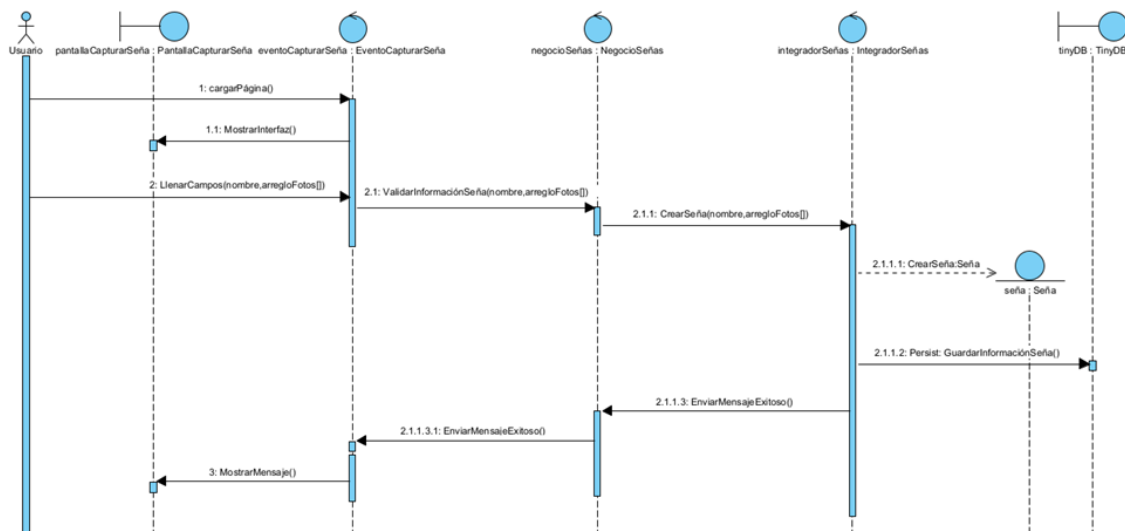 Usuario
pantallaCapturarSeña : PantallaCapturarSeña
eventoCapturarSeña : EventoCapturarSeña
negocioSeñas : NegocioSeñas
integradorSeñas : IntegradorSeñas
tinyDB : TinyDB
1: cargarPágina()
1.1: MostrarInterfaz()
2: LlenarCampos(nombre,arregloFotos[])
2.1: ValidarInformaciónSeña(nombre,arregloFotos[])
2.1.1: CrearSeña(nombre,arregloFotos[])
2.1.1.1: CrearSeña:Seña
seña : Seña
2.1.1.2: Persist: GuardarInformaciónSeña()
2.1.1.3: EnviarMensajeExitoso()
2.1.1.3.1: EnviarMensajeExitoso()
3: MostrarMensaje()